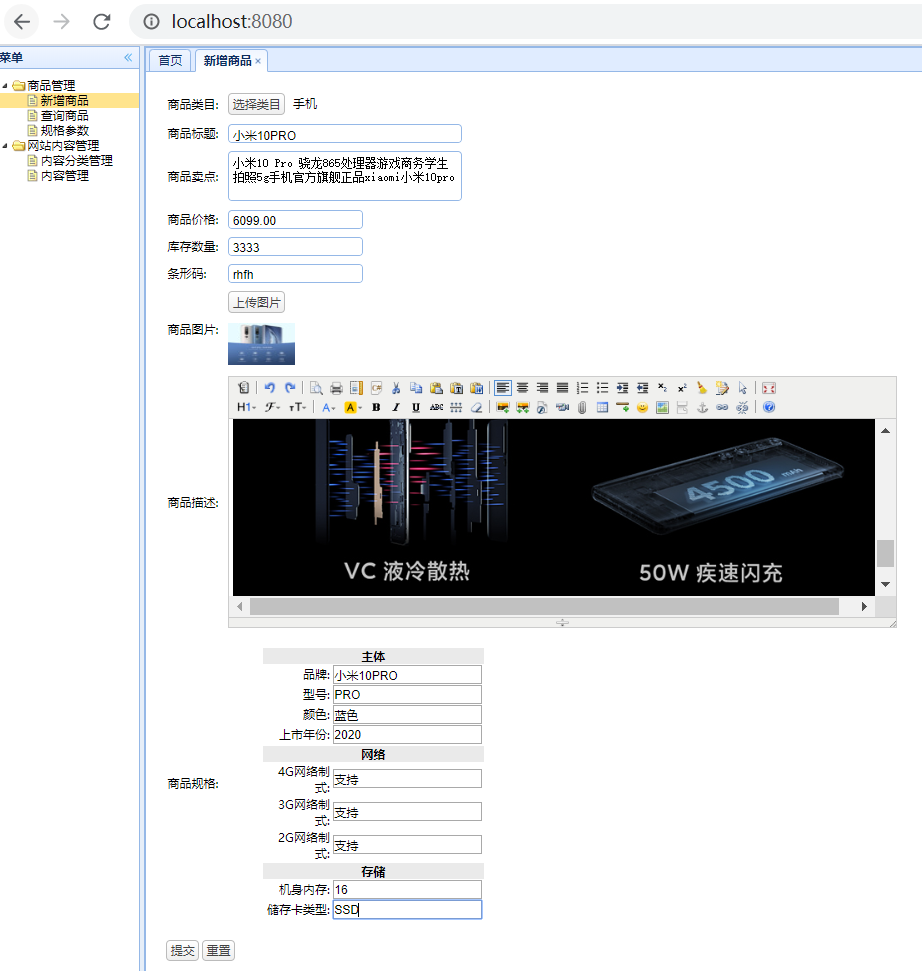 localhost:8080
菜单
商品管理
新增商品
查询商品
规格参数
网站内容管理
内容分类管理
内容管理
首页
新增商品 ×
商品类目: 选择类目 手机
商品标题: 小米10PRO
商品卖点: 小米10 Pro 骁龙865处理器游戏商务学生
拍照5g手机官方旗舰正品xiaomi小米10pro
商品价格: 6099.00
库存数量: 3333
条形码: rhfh
上传图片
商品图片:
商品描述:
4500 mAh
VC 液冷散热
50W 疾速闪充
商品规格:
主体
品牌: 小米10PRO
型号: PRO
颜色: 蓝色
上市年份: 2020
网络
4G网络制
式: 支持
3G网络制
式: 支持
2G网络制
式: 支持
存储
机身内存: 16
储存卡类型: SSD
提交 重置